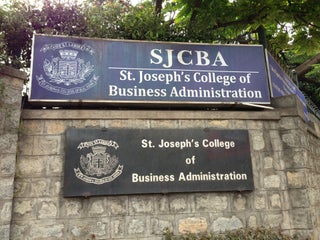 SJCBA
St. Joseph's College of
Business Administration
St. Joseph's College
of
Business Administration